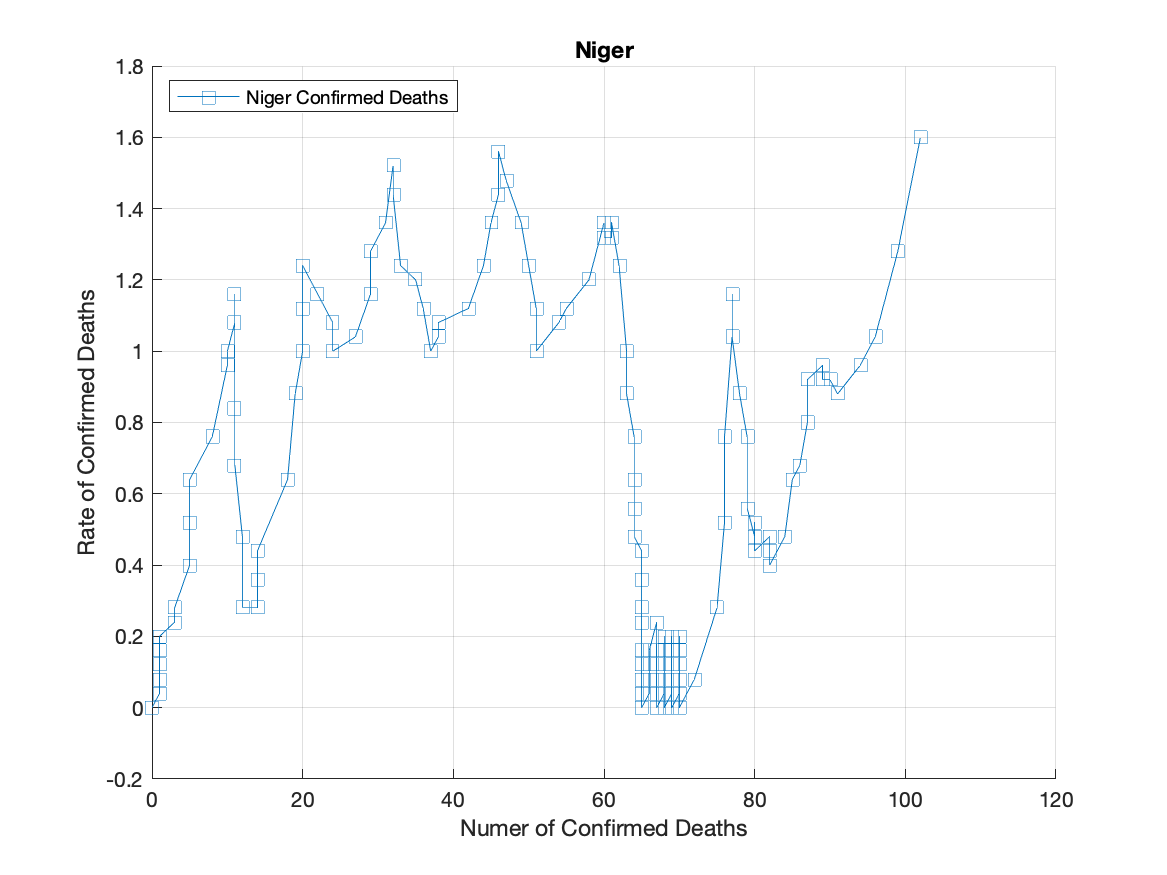 Niger
Niger Confirmed Deaths
1.8
1.6
1.4
1.2
1
0.8
0.6
0.4
0.2
0
-0.2
Rate of Confirmed Deaths
0 20 40 60 80 100 120
Numer of Confirmed Deaths